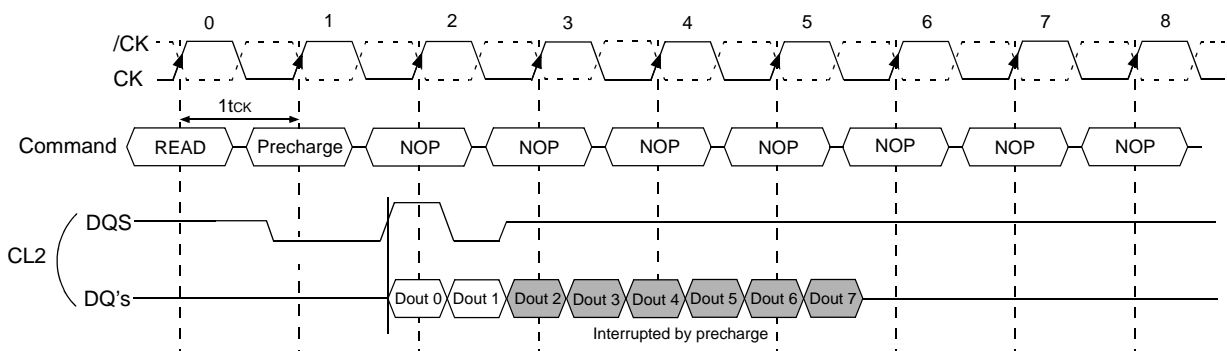 0 1 2 3 4 5 6 7 8
/CK
CK
1tCK
Command READ Precharge NOP NOP NOP NOP NOP NOP NOP
DQS
CL2
DQ's Dout 0 Dout 1 Dout 2 Dout 3 Dout 4 Dout 5 Dout 6 Dout 7
Interrupted by precharge